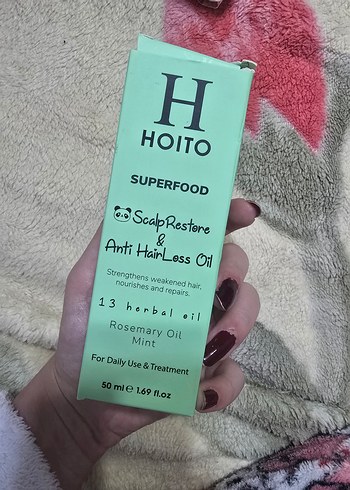 H
HOITO
SUPERFOOD
ScalpRestore
&
Anti HairLoss Oil
Strengthens weakened hair,
nourishes and repairs.
13 herbal oil
Rosemary Oil
Mint
For Daily Use & Treatment
50 ml e 1.69 fl.oz